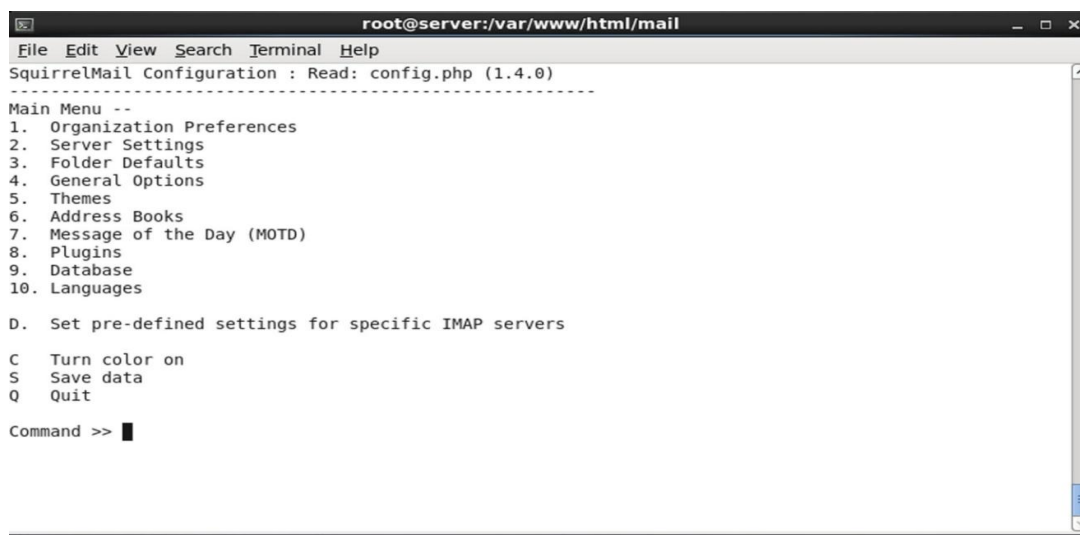 root@server:/var/www/html/mail
File Edit View Search Terminal Help
SquirrelMail Configuration : Read: config.php (1.4.0)
---------------------------------------------------------
Main Menu --
1. Organization Preferences
2. Server Settings
3. Folder Defaults
4. General Options
5. Themes
6. Address Books
7. Message of the Day (MOTD)
8. Plugins
9. Database
10. Languages
D. Set pre-defined settings for specific IMAP servers
C Turn color on
S Save data
Q Quit
Command >>